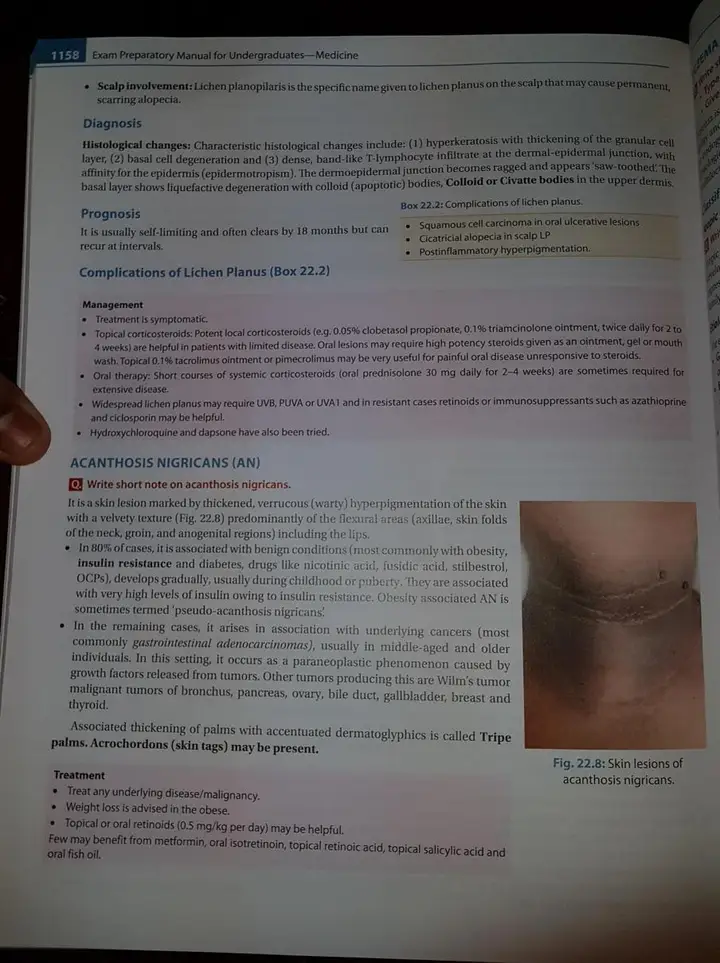 1158 Exam Preparatory Manual for Undergraduates—Medicine
• Scalp involvement: Lichen planopilaris is the specific name given to lichen planus on the scalp that may cause permanent,
scarring alopecia.
Diagnosis
Histological changes: Characteristic histological changes include: (1) hyperkeratosis with thickening of the granular cell
layer, (2) basal cell degeneration and (3) dense, band-like T-lymphocyte infiltrate at the dermal-epidermal junction, with
affinity for the epidermis (epidermotropism). The dermoepidermal junction becomes ragged and appears 'saw-toothed'. The
basal layer shows liquefactive degeneration with colloid (apoptotic) bodies, Colloid or Civatte bodies in the upper dermis.
Prognosis
It is usually self-limiting and often clears by 18 months but can
recur at intervals.
Box 22.2: Complications of lichen planus.
• Squamous cell carcinoma in oral ulcerative lesions
• Cicatricial alopecia in scalp LP
• Postinflammatory hyperpigmentation.
Complications of Lichen Planus (Box 22.2)
Management
• Treatment is symptomatic.
• Topical corticosteroids: Potent local corticosteroids (e.g. 0.05% clobetasol propionate, 0.1% triamcinolone ointment, twice daily for 2 to
4 weeks) are helpful in patients with limited disease. Oral lesions may require high potency steroids given as an ointment, gel or mouth
wash. Topical 0.1% tacrolimus ointment or pimecrolimus may be very useful for painful oral disease unresponsive to steroids.
• Oral therapy: Short courses of systemic corticosteroids (oral prednisolone 30 mg daily for 2–4 weeks) are sometimes required for
extensive disease.
• Widespread lichen planus may require UVB, PUVA or UVA1 and in resistant cases retinoids or immunosuppressants such as azathioprine
and ciclosporin may be helpful.
• Hydroxychloroquine and dapsone have also been tried.
ACANTHOSIS NIGRICANS (AN)
Q. Write short note on acanthosis nigricans.
It is a skin lesion marked by thickened, verrucous (warty) hyperpigmentation of the skin
with a velvety texture (Fig. 22.8) predominantly of the flexural areas (axillae, skin folds
of the neck, groin, and anogenital regions) including the lips.
• In 80% of cases, it is associated with benign conditions (most commonly with obesity,
insulin resistance and diabetes, drugs like nicotinic acid, fusidic acid, stilbestrol,
OCPs), develops gradually, usually during childhood or puberty. They are associated
with very high levels of insulin owing to insulin resistance. Obesity associated AN is
sometimes termed 'pseudo-acanthosis nigricans'.
• In the remaining cases, it arises in association with underlying cancers (most
commonly gastrointestinal adenocarcinomas), usually in middle-aged and older
individuals. In this setting, it occurs as a paraneoplastic phenomenon caused by
growth factors released from tumors. Other tumors producing this are Wilm's tumor
malignant tumors of bronchus, pancreas, ovary, bile duct, gallbladder, breast and
thyroid.
Associated thickening of palms with accentuated dermatoglyphics is called Tripe
palms. Acrochordons (skin tags) may be present.
Fig. 22.8: Skin lesions of
acanthosis nigricans.
Treatment
• Treat any underlying disease/malignancy.
• Weight loss is advised in the obese.
• Topical or oral retinoids (0.5 mg/kg per day) may be helpful.
Few may benefit from metformin, oral isotretinoin, topical retinoic acid, topical salicylic acid and
oral fish oil.